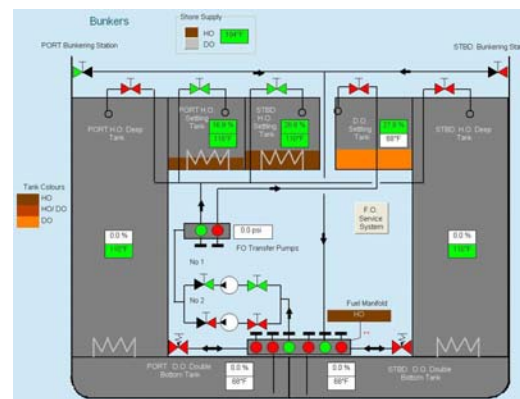 Bunkers
Shore Supply
HO
DO
104°F
PORT Bunkering Station
STBD. Bunkering Sta
PORT H.O. Deep
Tank
PORT H.O.
Settling
Tank
STBD.
H.O.
Settling
Tank
D.O.
Settling
Tank
27.8 %
68°F
STBD. H.O. Deep
Tank
Tank Colours
HO
HO/ DO
DO
0.0 %
0.0 psi
FO Transfer Pumps
F.O.
Service
System
0.0 %
No 1
No 2
Fuel Manifold
HO
PORT D.O. Double
Bottom Tank
0.0 %
68°F
0.0 %
68°F
STBD. D.O. Double
Bottom Tank